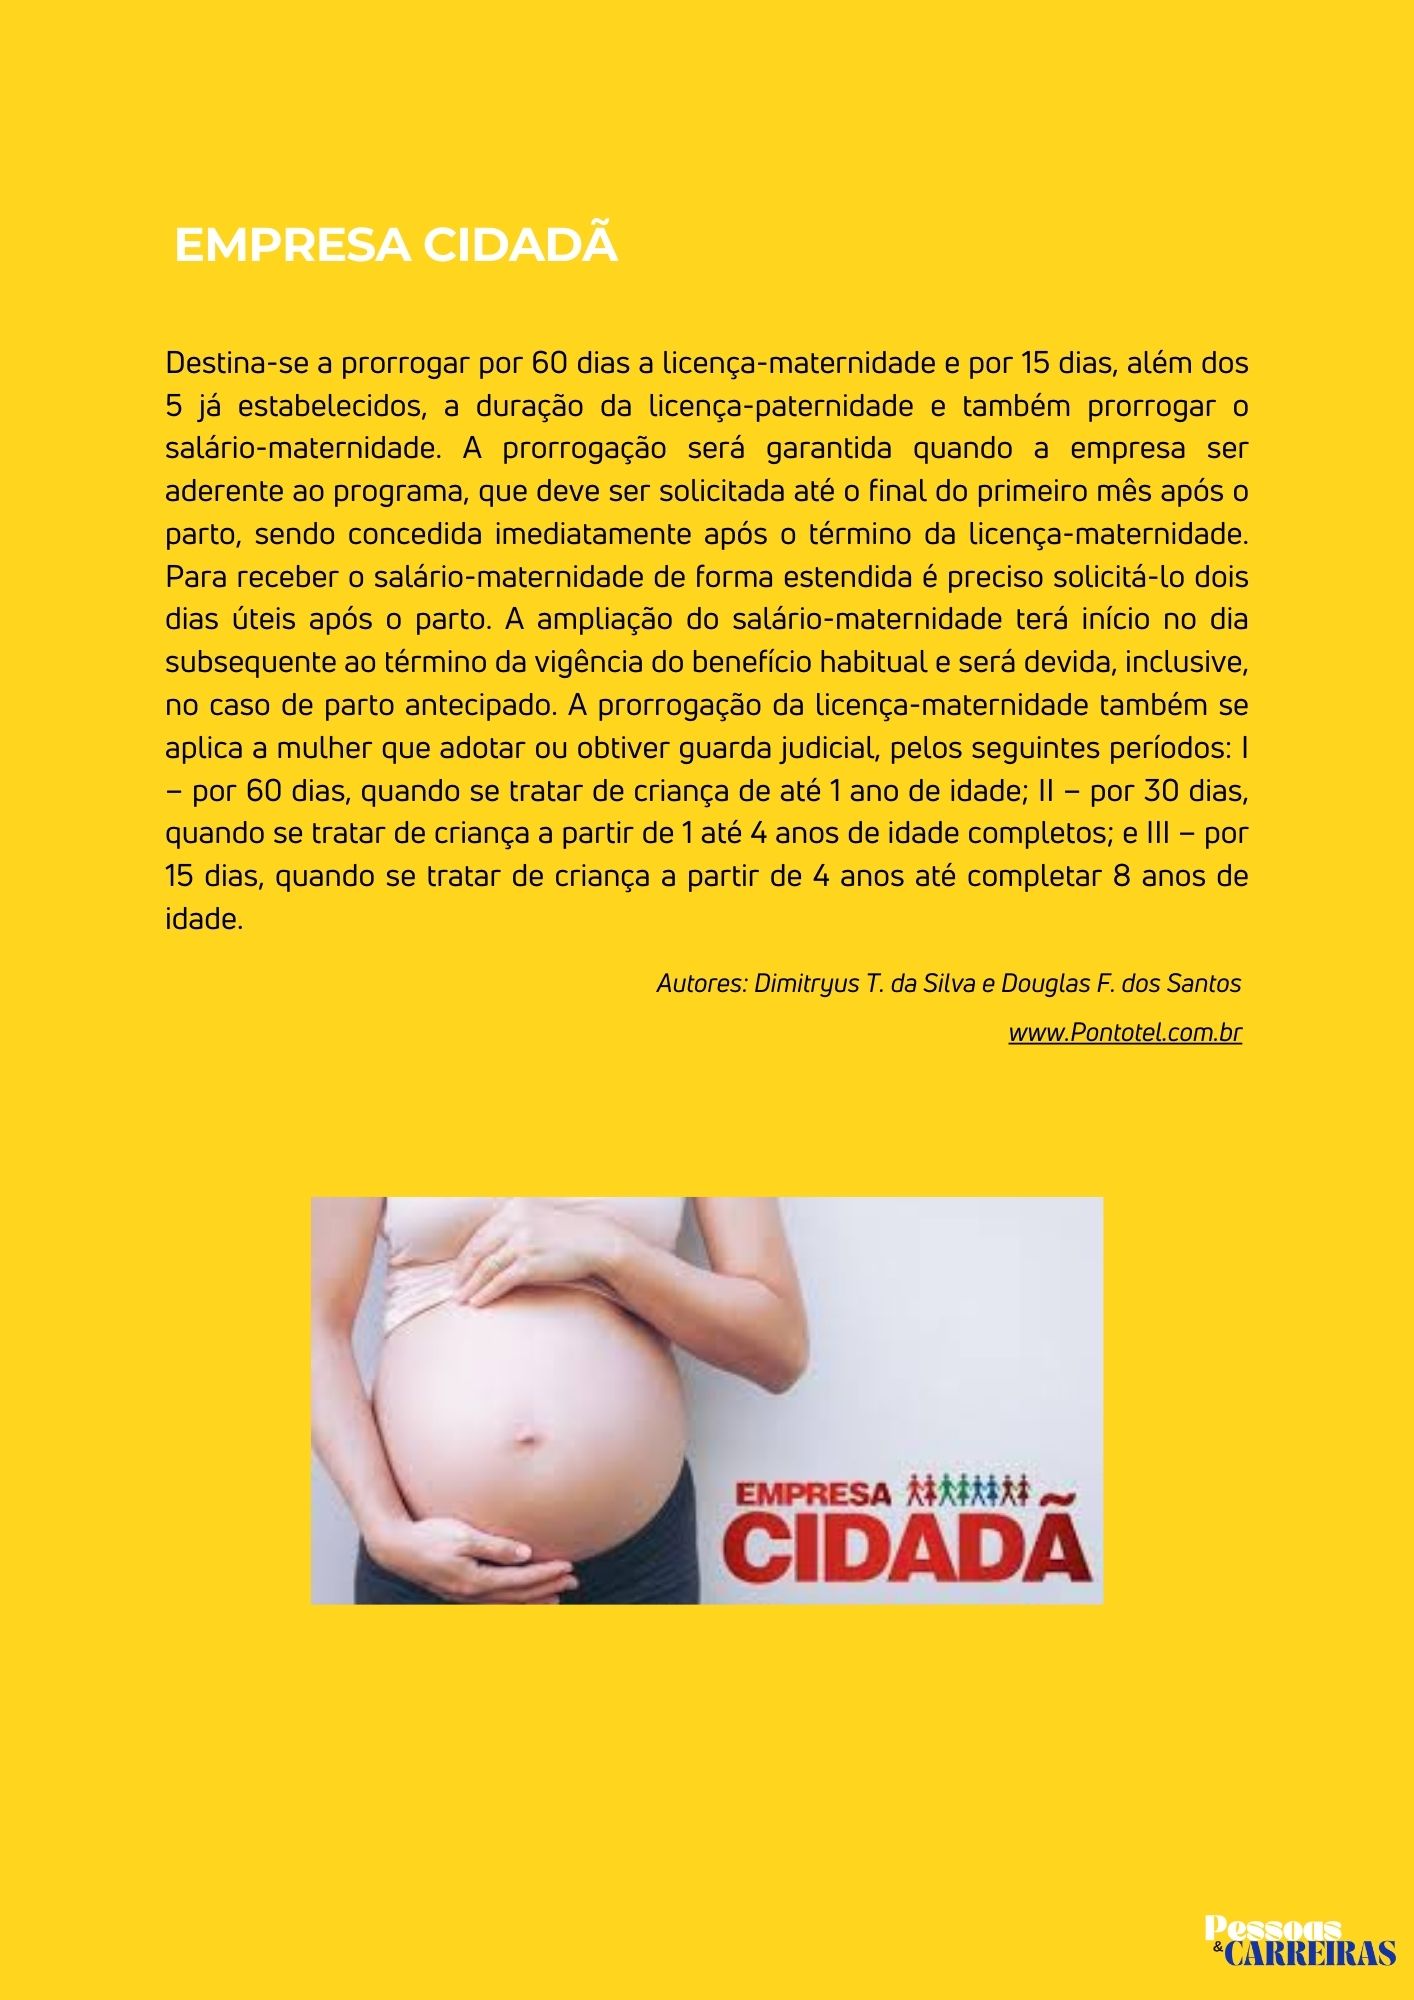 EMPRESA CIDADÃ
Destina-se a prorrogar por 60 dias a licença-maternidade e por 15 dias, além dos
5 já estabelecidos, a duração da licença-paternidade e também prorrogar o
salário-maternidade. A prorrogação será garantida quando a empresa ser
aderente ao programa, que deve ser solicitada até o final do primeiro mês após o
parto, sendo concedida imediatamente após o término da licença-maternidade.
Para receber o salário-maternidade de forma estendida é preciso solicitá-lo dois
dias úteis após o parto. A ampliação do salário-maternidade terá início no dia
subsequente ao término da vigência do benefício habitual e será devida, inclusive,
no caso de parto antecipado. A prorrogação da licença-maternidade também se
aplica a mulher que adotar ou obtiver guarda judicial, pelos seguintes períodos: I
– por 60 dias, quando se tratar de criança de até 1 ano de idade; II – por 30 dias,
quando se tratar de criança a partir de 1 até 4 anos de idade completos; e III – por
15 dias, quando se tratar de criança a partir de 4 anos até completar 8 anos de
idade.
Autores: Dimitryus T. da Silva e Douglas F. dos Santos
www.Pontotel.com.br
EMPRESA
CIDADÃ
Pessoas
&CARREIRAS